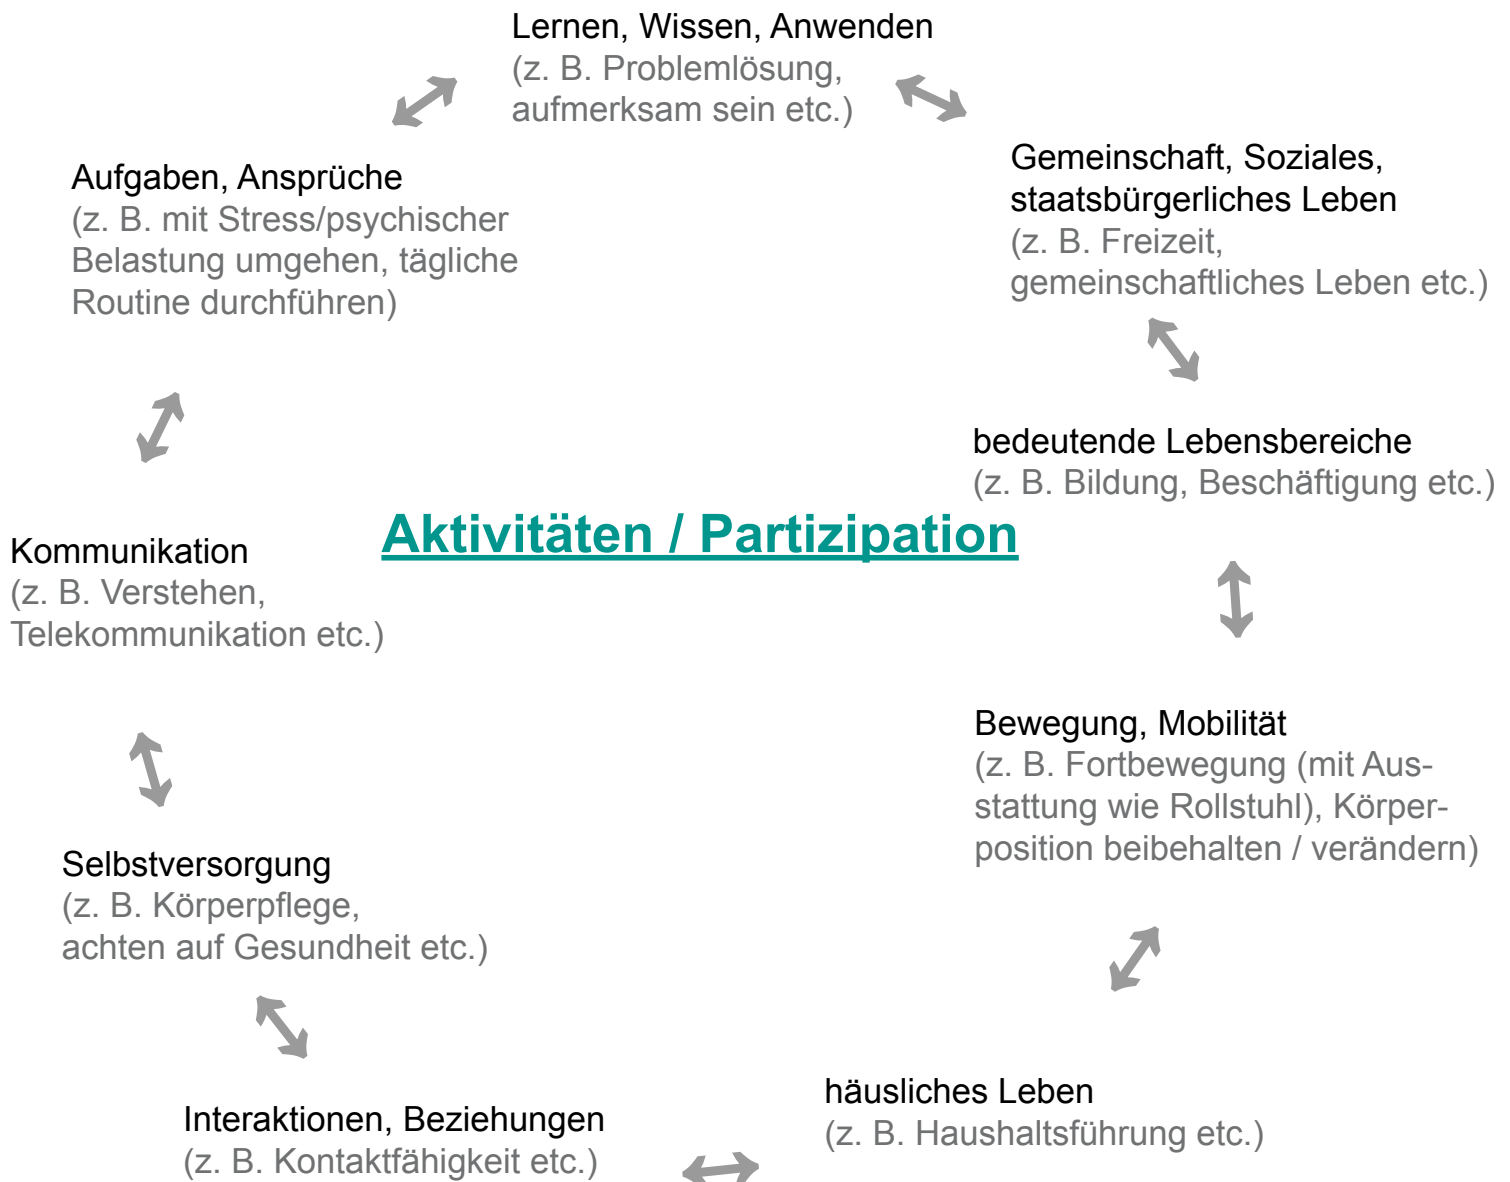 Lernen, Wissen, Anwenden
(z. B. Problemlösung,
aufmerksam sein etc.)
Gemeinschaft, Soziales,
staatsbürgerliches Leben
(z. B. Freizeit,
gemeinschaftliches Leben etc.)
bedeutende Lebensbereiche
(z. B. Bildung, Beschäftigung etc.)
Bewegung, Mobilität
(z. B. Fortbewegung (mit Aus-
stattung wie Rollstuhl), Körper-
position beibehalten / verändern)
häusliches Leben
(z. B. Haushaltsführung etc.)
Interaktionen, Beziehungen
(z. B. Kontaktfähigkeit etc.)
Selbstversorgung
(z. B. Körperpflege,
achten auf Gesundheit etc.)
Kommunikation
(z. B. Verstehen,
Telekommunikation etc.)
Aufgaben, Ansprüche
(z. B. mit Stress/psychischer
Belastung umgehen, tägliche
Routine durchführen)
Aktivitäten / Partizipation